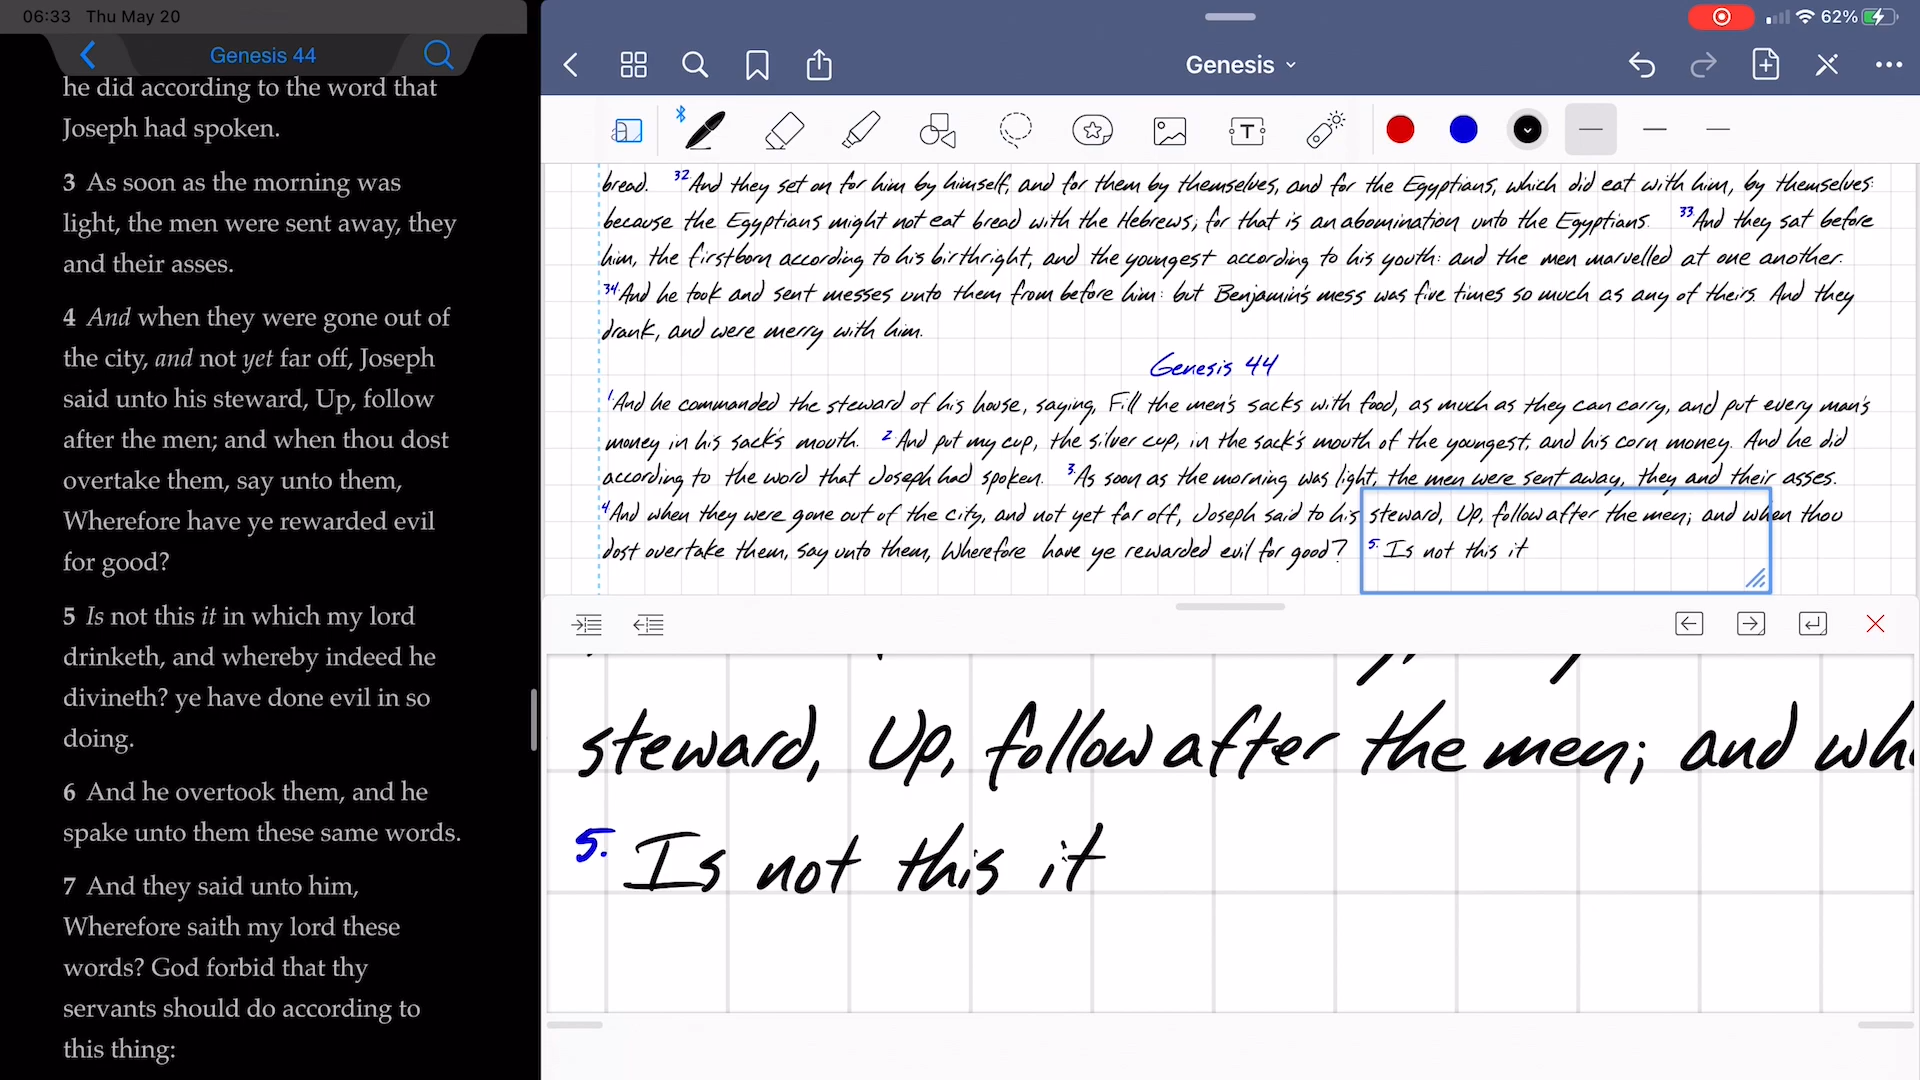 06:33 Thu May 20
Genesis 44
he did according to the word that
Joseph had spoken.
3 As soon as the morning was
light, the men were sent away, they
and their asses.
4 And when they were gone out of
the city, and not yet far off, Joseph
said unto his steward, Up, follow
after the men; and when thou dost
overtake them, say unto them,
Wherefore have ye rewarded evil
for good?
5 Is not this it in which my lord
drinketh, and whereby indeed he
divineth? ye have done evil in so
doing.
6 And he overtook them, and he
spake unto them these same words.
7 And they said unto him,
Wherefore saith my lord these
words? God forbid that thy
servants should do according to
this thing:
62%
Genesis
bread. 32. And they set on for him by himself, and for them by themselves, and for the Egyptians, which did eat with him, by themselves:
because the Egyptians might not eat bread with the Hebrews; for that is an abomination unto the Egyptians. 33. And they sat before
him, the firstborn according to his birthright, and the youngest according to his youth: and the men marvelled at one another.
34. And he took and sent messes unto them from before him: but Benjamin's mess was five times so much as any of theirs. And they
drank, and were merry with him.
Genesis 44
1. And he commanded the steward of his house, saying, Fill the men's sacks with food, as much as they can carry, and put every man's
money in his sack's mouth. 2. And put my cup, the silver cup, in the sack's mouth of the youngest, and his corn money. And he did
according to the word that Joseph had spoken. 3. As soon as the morning was light, the men were sent away, they and their asses.
4. And when they were gone out of the city, and not yet far off, Joseph said to his steward, Up, follow after the men; and when thou
dost overtake them, say unto them, Wherefore have ye rewarded evil for good? 5. Is not this it
steward, Up, follow after the men; and whe
5. Is not this it